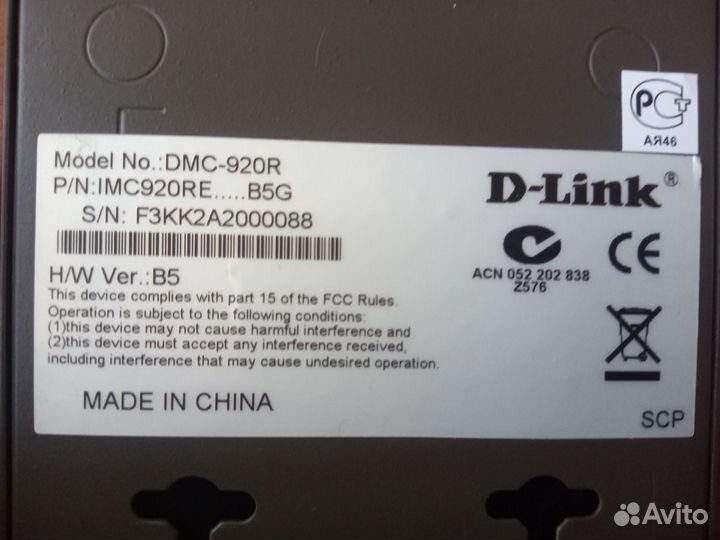 PCT
АЯ46
Model No.:DMC-920R
P/N:IMC920RE.....B5G
S/N: F3KK2A2000088
D-Link®
CE
ACN 052 202 838
Z576
H/W Ver.:B5
This device complies with part 15 of the FCC Rules.
Operation is subject to the following conditions:
(1)this device may not cause harmful interference and
(2)this device must accept any interference received,
including interference that may cause undesired operation.
MADE IN CHINA
SCP
Avito